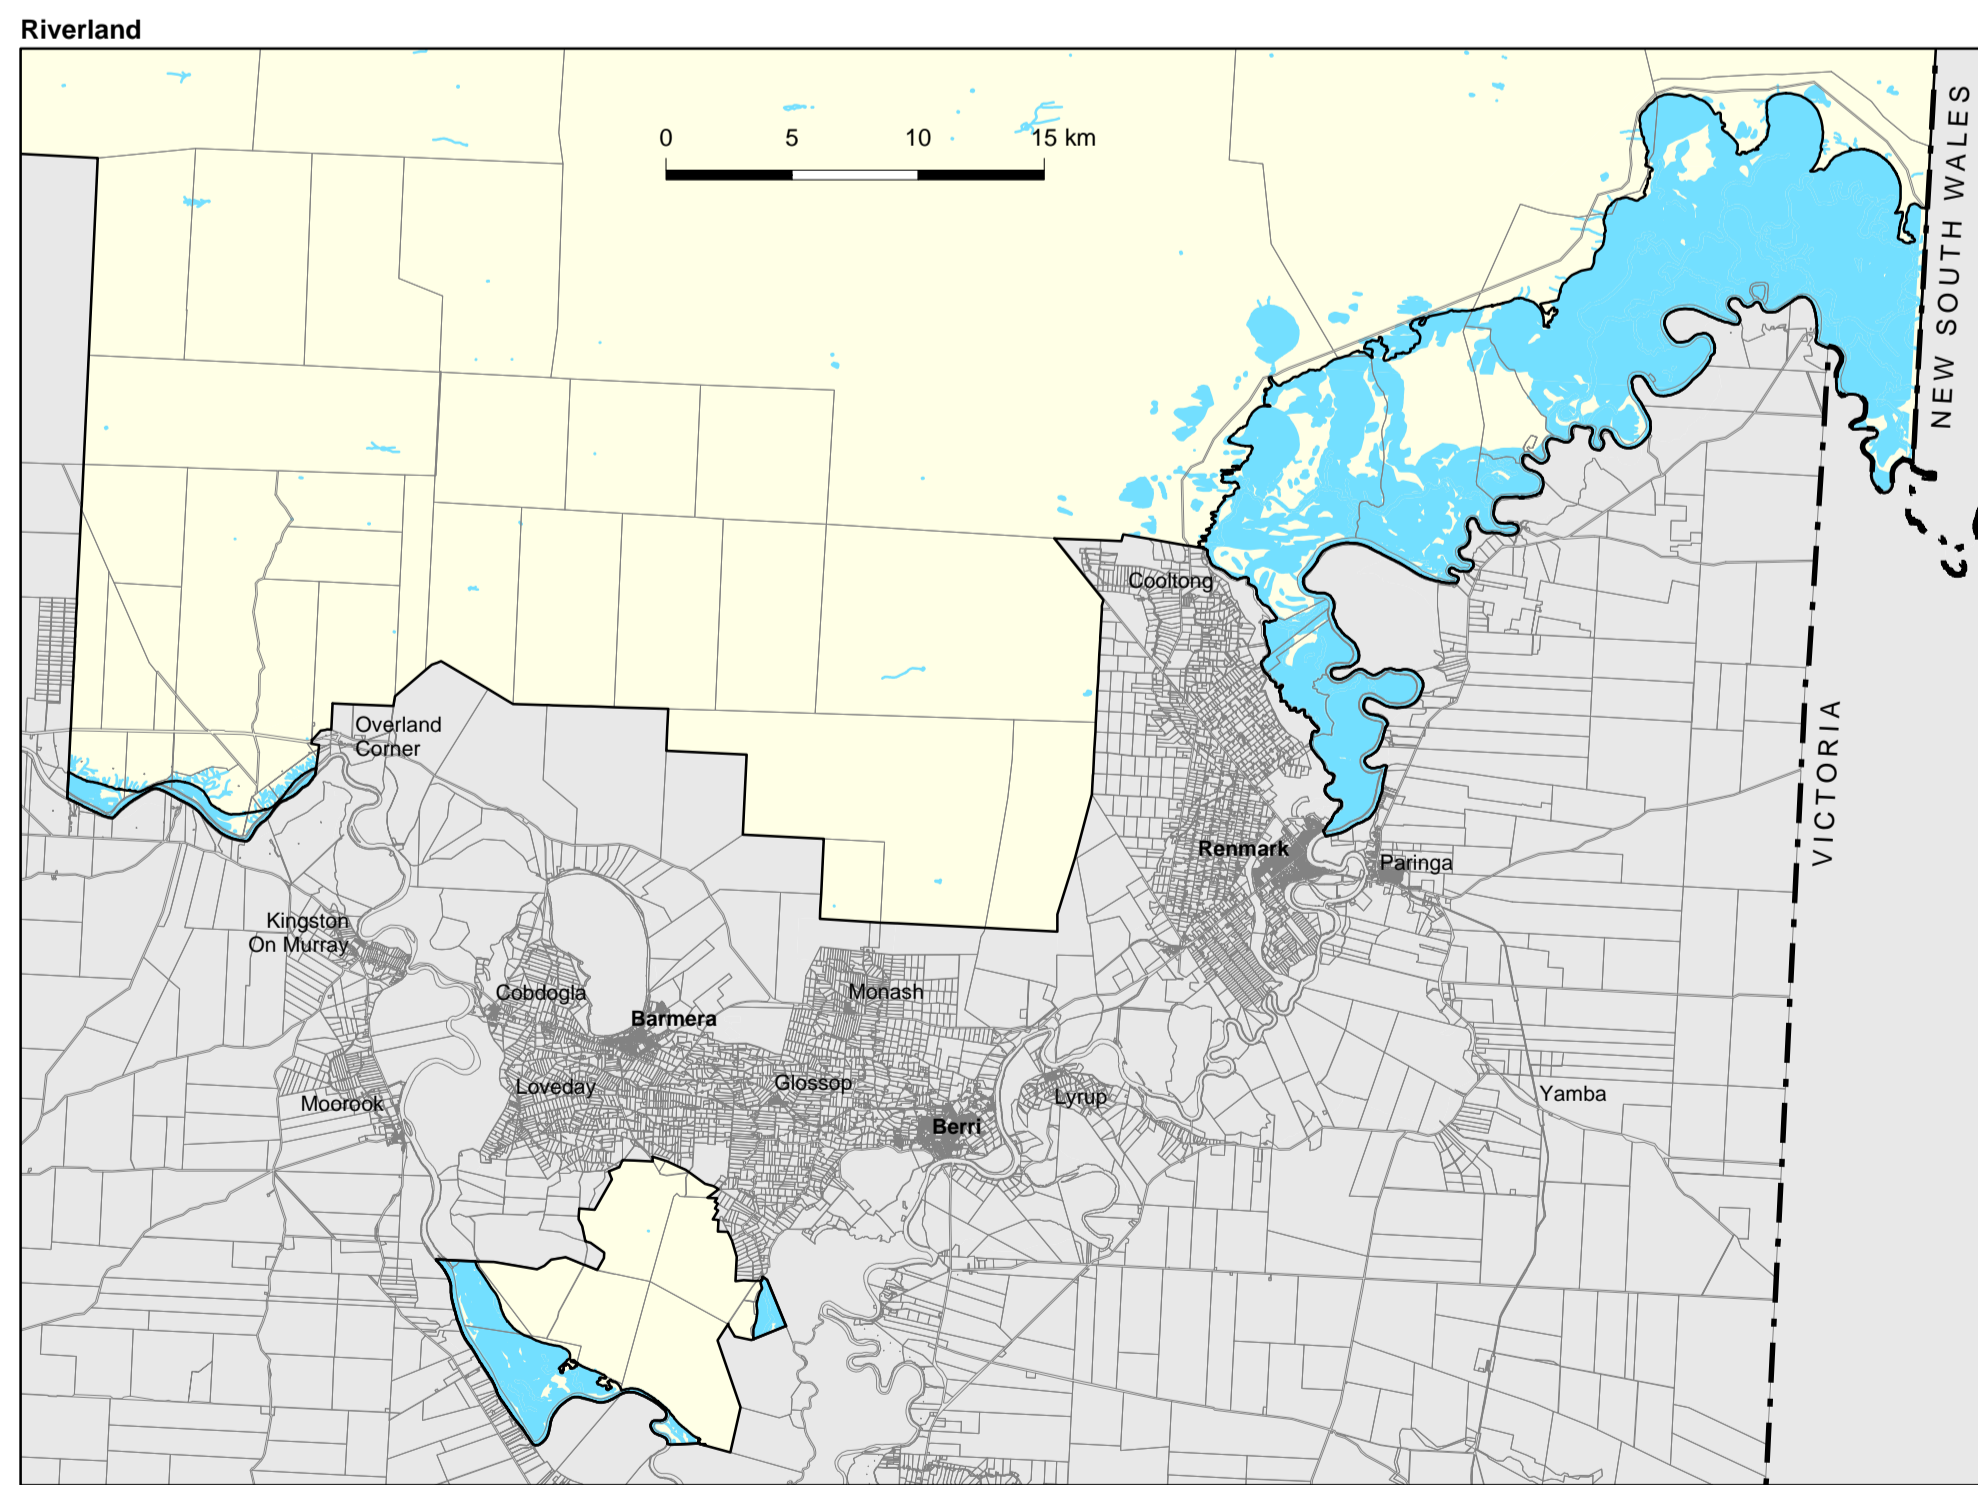 Riverland
0 5 10 15 km
NEW SOUTH WALES
Cooltong
VICTORIA
Overland
Corner
Renmark
Paringa
Kingston
On Murray
Cobdogla
Monash
Barmera
Loveday
Glossop
Moorook
Lyrup
Yamba
Berri